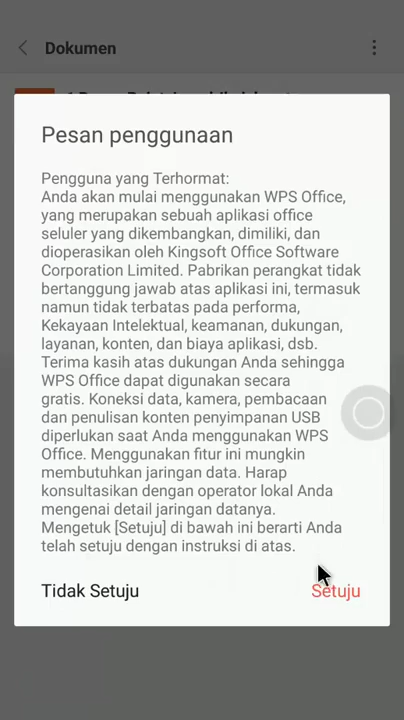 Dokumen
Pesan penggunaan
Pengguna yang Terhormat:
Anda akan mulai menggunakan WPS Office,
yang merupakan sebuah aplikasi office
seluler yang dikembangkan, dimiliki, dan
dioperasikan oleh Kingsoft Office Software
Corporation Limited. Pabrikan perangkat tidak
bertanggung jawab atas aplikasi ini, termasuk
namun tidak terbatas pada performa,
Kekayaan Intelektual, keamanan, dukungan,
layanan, konten, dan biaya aplikasi, dsb.
Terima kasih atas dukungan Anda sehingga
WPS Office dapat digunakan secara
gratis. Koneksi data, kamera, pembacaan
dan penulisan konten penyimpanan USB
diperlukan saat Anda menggunakan WPS
Office. Menggunakan fitur ini mungkin
membutuhkan jaringan data. Harap
konsultasikan dengan operator lokal Anda
mengenai detail jaringan datanya.
Mengetuk [Setuju] di bawah ini berarti Anda
telah setuju dengan instruksi di atas.
Tidak Setuju
Setuju